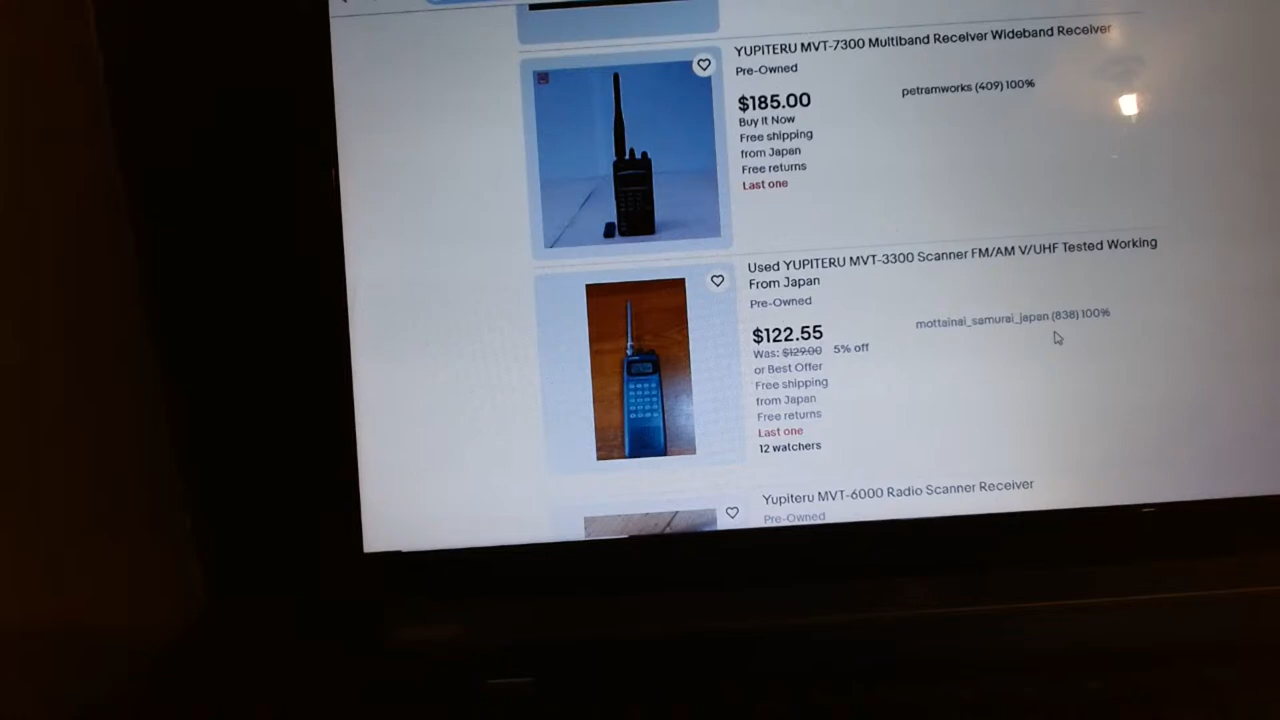 YUPITERU MVT-7300 Multiband Receiver Wideband Receiver
Pre-Owned
$185.00
petramworks (409) 100%
Buy It Now
Free shipping
from Japan
Free returns
Last one
Used YUPITERU MVT-3300 Scanner FM/AM V/UHF Tested Working
From Japan
Pre-Owned
$122.55
mottainai_samurai_japan (838) 100%
Was: $129.00 5% off
or Best Offer
Free shipping
from Japan
Free returns
Last one
12 watchers
Yupiteru MVT-6000 Radio Scanner Receiver
Pre-Owned